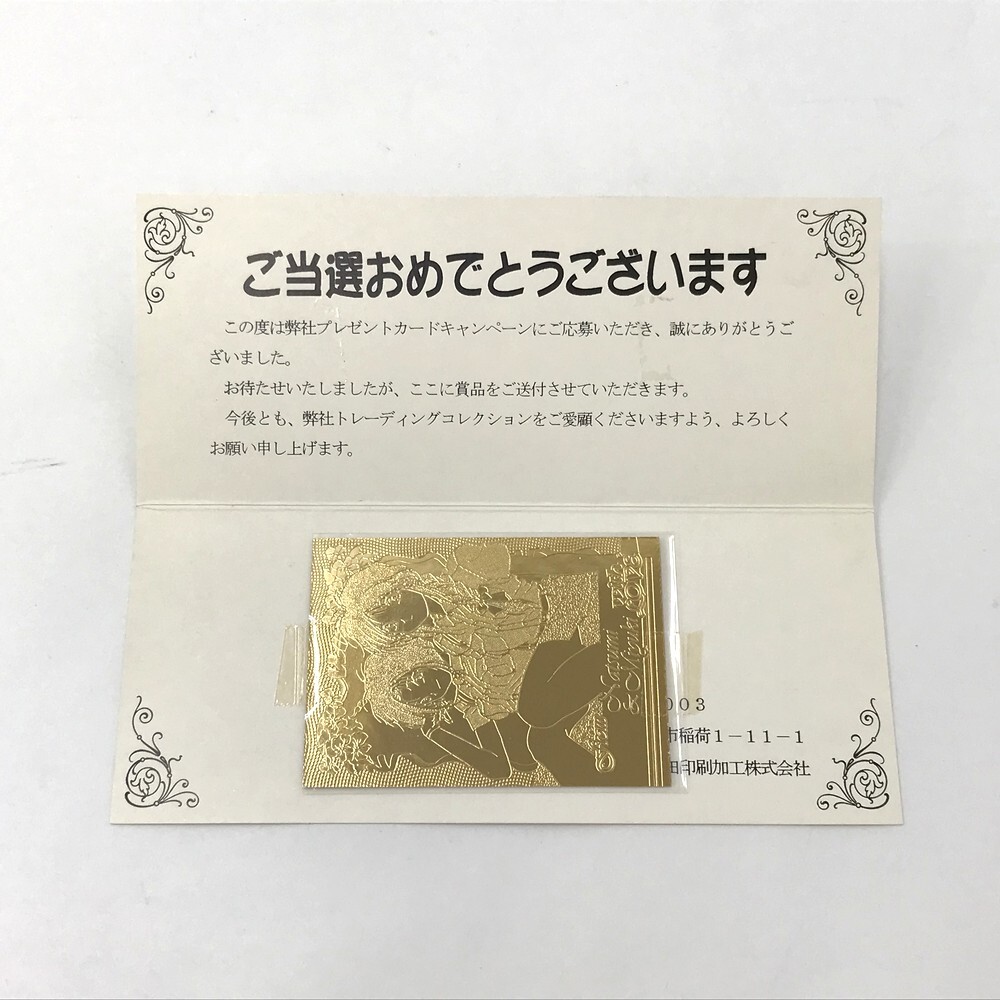 ご当選おめでとうございます
この度は弊社プレゼントカードキャンペーンにご応募いただき、誠にありがとうご
ざいました。
お待たせいたしましたが、ここに賞品をご送付させていただきます。
今後とも、弊社トレーディングコレクションをご愛顧くださいますよう、よろしく
お願い申し上げます。
003
市稲荷1-11-1
田印刷加工株式会社